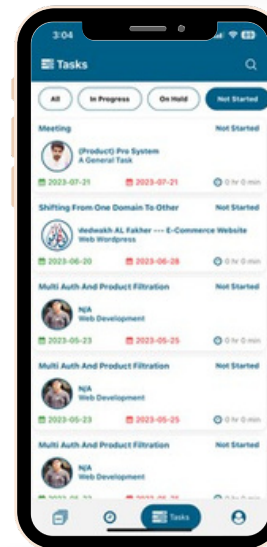 3:04
Tasks
All
In Progress
On Hold
Not Started
Meeting
Not Started
(Product) Pro System
A General Task
2023-07-21
2023-07-21
0 hr 0 min
Shifting From One Domain To Other
Not Started
dedwakh AL Fakher --- E-Commerce Website
Web Wordpress
2023-06-20
2023-06-28
0 hr 0 min
Multi Auth And Product Filtration
Not Started
N/A
Web Development
2023-05-23
2023-05-25
0 hr 0 min
Multi Auth And Product Filtration
Not Started
N/A
Web Development
2023-05-23
2023-05-25
0 hr 0 min
Multi Auth And Product Filtration
Not Started
N/A
Web Development
Tasks